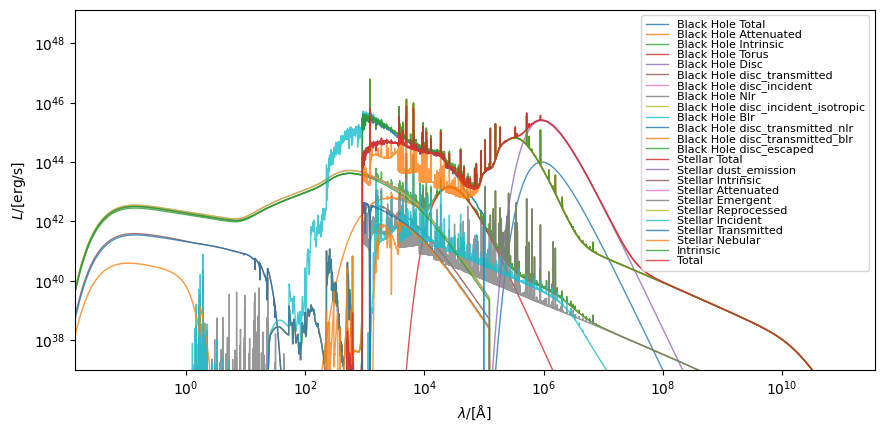 10^48
10^46
10^44
10^42
10^40
10^38
L/[erg/s]
10^0
10^2
10^4
10^6
10^8
10^10
λ/[Å]
Black Hole Total
Black Hole Attenuated
Black Hole Intrinsic
Black Hole Torus
Black Hole Disc
Black Hole disc_transmitted
Black Hole disc_incident
Black Hole Nlr
Black Hole disc_incident_isotropic
Black Hole Blr
Black Hole disc_transmitted_nlr
Black Hole disc_transmitted_blr
Black Hole disc_escaped
Stellar Total
Stellar dust_emission
Stellar Intrinsic
Stellar Attenuated
Stellar Emergent
Stellar Reprocessed
Stellar Incident
Stellar Transmitted
Stellar Nebular
Intrinsic
Total